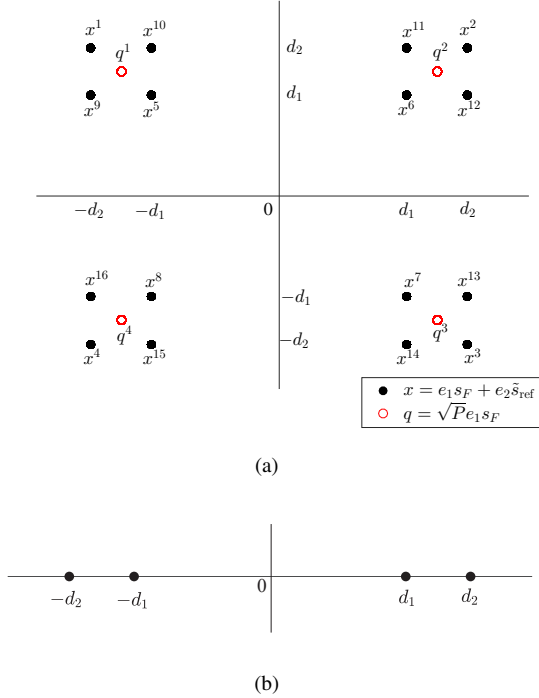 x^1 x^10 x^11 x^2
q^1 d_2 q^2
d_1
x^9 x^5 x^6 x^12
−d_2 −d_1 0 d_1 d_2
x^16 x^8 x^7 x^13
−d_1
q^4 −d_2 q^3
x^4 x^15 x^14 x^3
x = e_1 s_F + e_2 s̃_ref
q = √P e_1 s_F
(a)
0
−d_2 −d_1 d_1 d_2
(b)